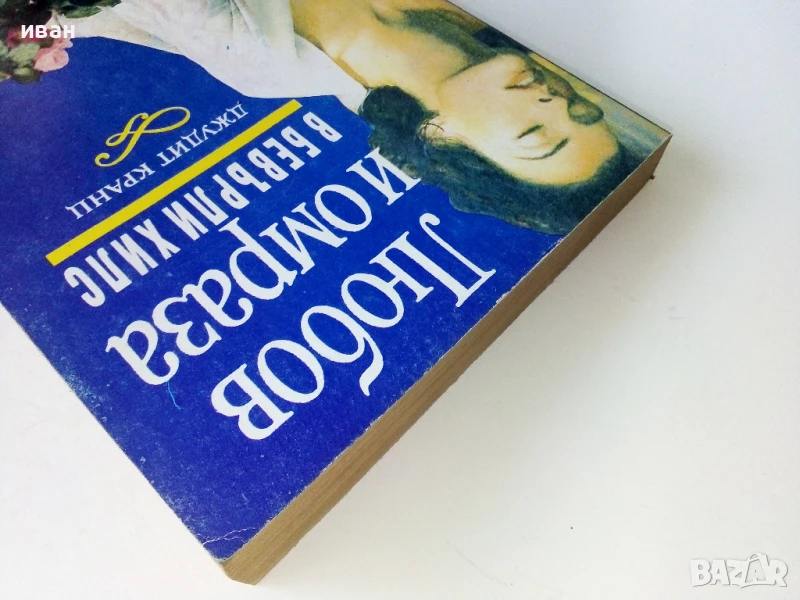 иван
Любов
и омраза
В БЕВЪРЛИ ХИЛС
ДЖУДИТ КРАНЦ
BAZAR